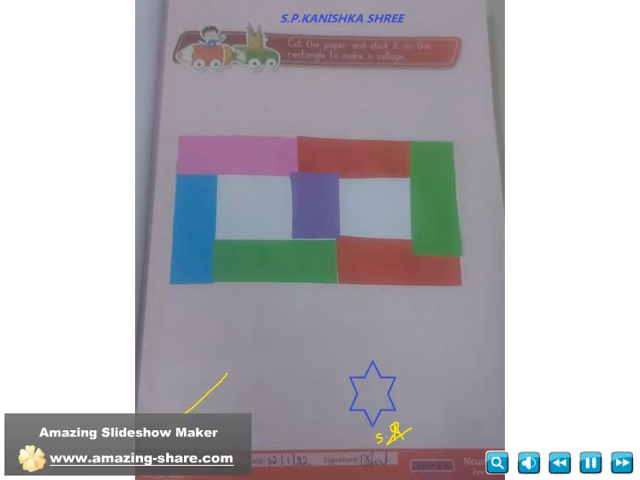 S.P.KANISHKA SHREE
Cut the paper and stick it on the
rectangle to make a collage.
Amazing Slideshow Maker
www.amazing-share.com
Signature: